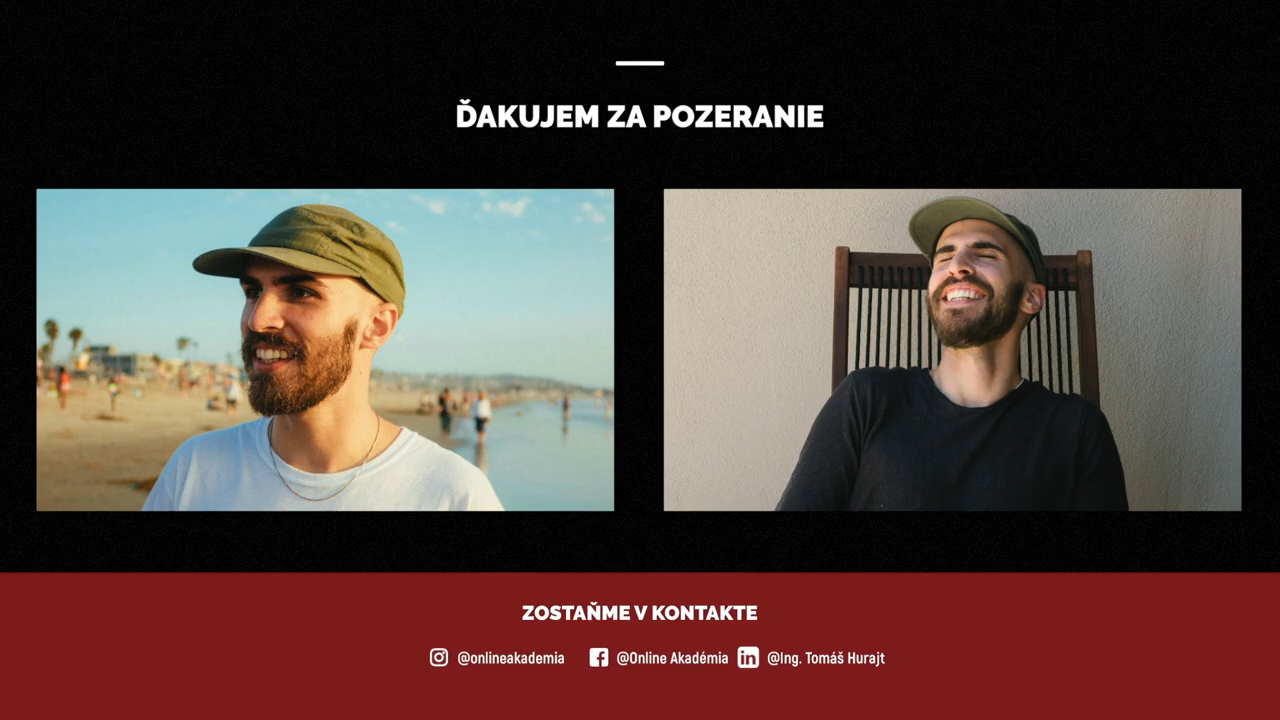 ĎAKUJEM ZA POZERANIE
ZOSTAŇME V KONTAKTE
@onlineakademia @Online Akadémia @Ing. Tomáš Hurajt